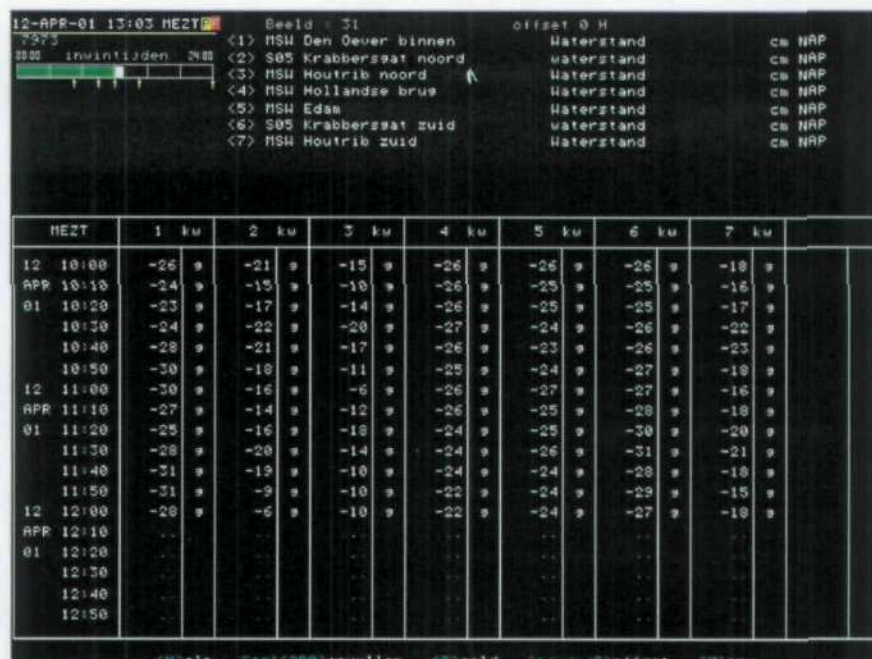 12-APR-01 13:03 MEZT Beeld : 31 offset 0 H
7973
00:00 inwintijden 24:00
<1> MSW Den Oever binnen Waterstand cm NAP
<2> S05 Krabbersgat noord Waterstand cm NAP
<3> MSW Houtrib noord Waterstand cm NAP
<4> MSW Hollandse brug Waterstand cm NAP
<5> MSW Edam Waterstand cm NAP
<6> S05 Krabbersgat zuid Waterstand cm NAP
<7> MSW Houtrib zuid Waterstand cm NAP
MEZT 1 kw 2 kw 3 kw 4 kw 5 kw 6 kw 7 kw
12 10:00 -26 g -21 g -15 g -26 g -26 g -26 g -18 g
APR 10:10 -24 g -15 g -10 g -26 g -25 g -25 g -16 g
01 10:20 -23 g -17 g -14 g -26 g -25 g -25 g -17 g
10:30 -24 g -22 g -20 g -27 g -24 g -26 g -22 g
10:40 -28 g -21 g -17 g -26 g -23 g -26 g -23 g
10:50 -30 g -18 g -11 g -25 g -24 g -27 g -18 g
12 11:00 -30 g -16 g -6 g -26 g -27 g -27 g -16 g
APR 11:10 -27 g -14 g -12 g -26 g -25 g -28 g -18 g
01 11:20 -25 g -16 g -18 g -24 g -25 g -30 g -20 g
11:30 -28 g -20 g -14 g -24 g -26 g -31 g -21 g
11:40 -31 g -19 g -10 g -24 g -24 g -28 g -18 g
11:50 -31 g -9 g -10 g -22 g -24 g -29 g -15 g
12 12:00 -28 g -6 g -10 g -22 g -24 g -27 g -18 g
APR 12:10 .. .. .. .. .. .. ..
01 12:20 .. .. .. .. .. .. ..
12:30 .. .. .. .. .. .. ..
12:40 .. .. .. .. .. .. ..
12:50 .. .. .. .. .. .. ..